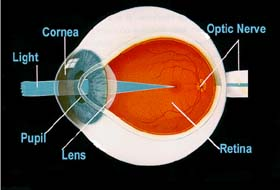 Cornea
Optic Nerve
Light
Pupil
Lens
Retina